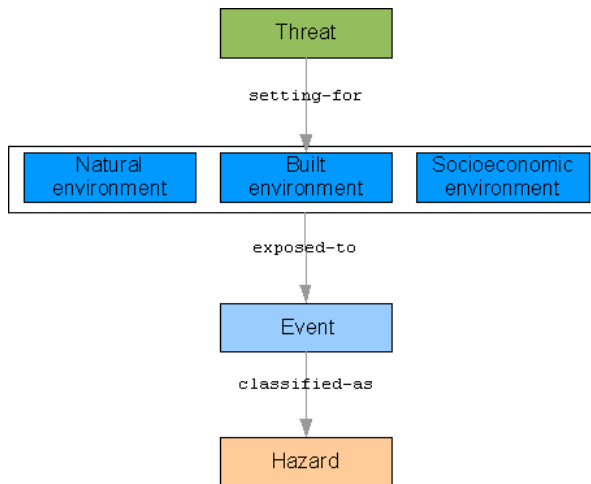 Threat
setting-for
Natural
environment
Built
environment
Socioeconomic
environment
exposed-to
Event
classified-as
Hazard